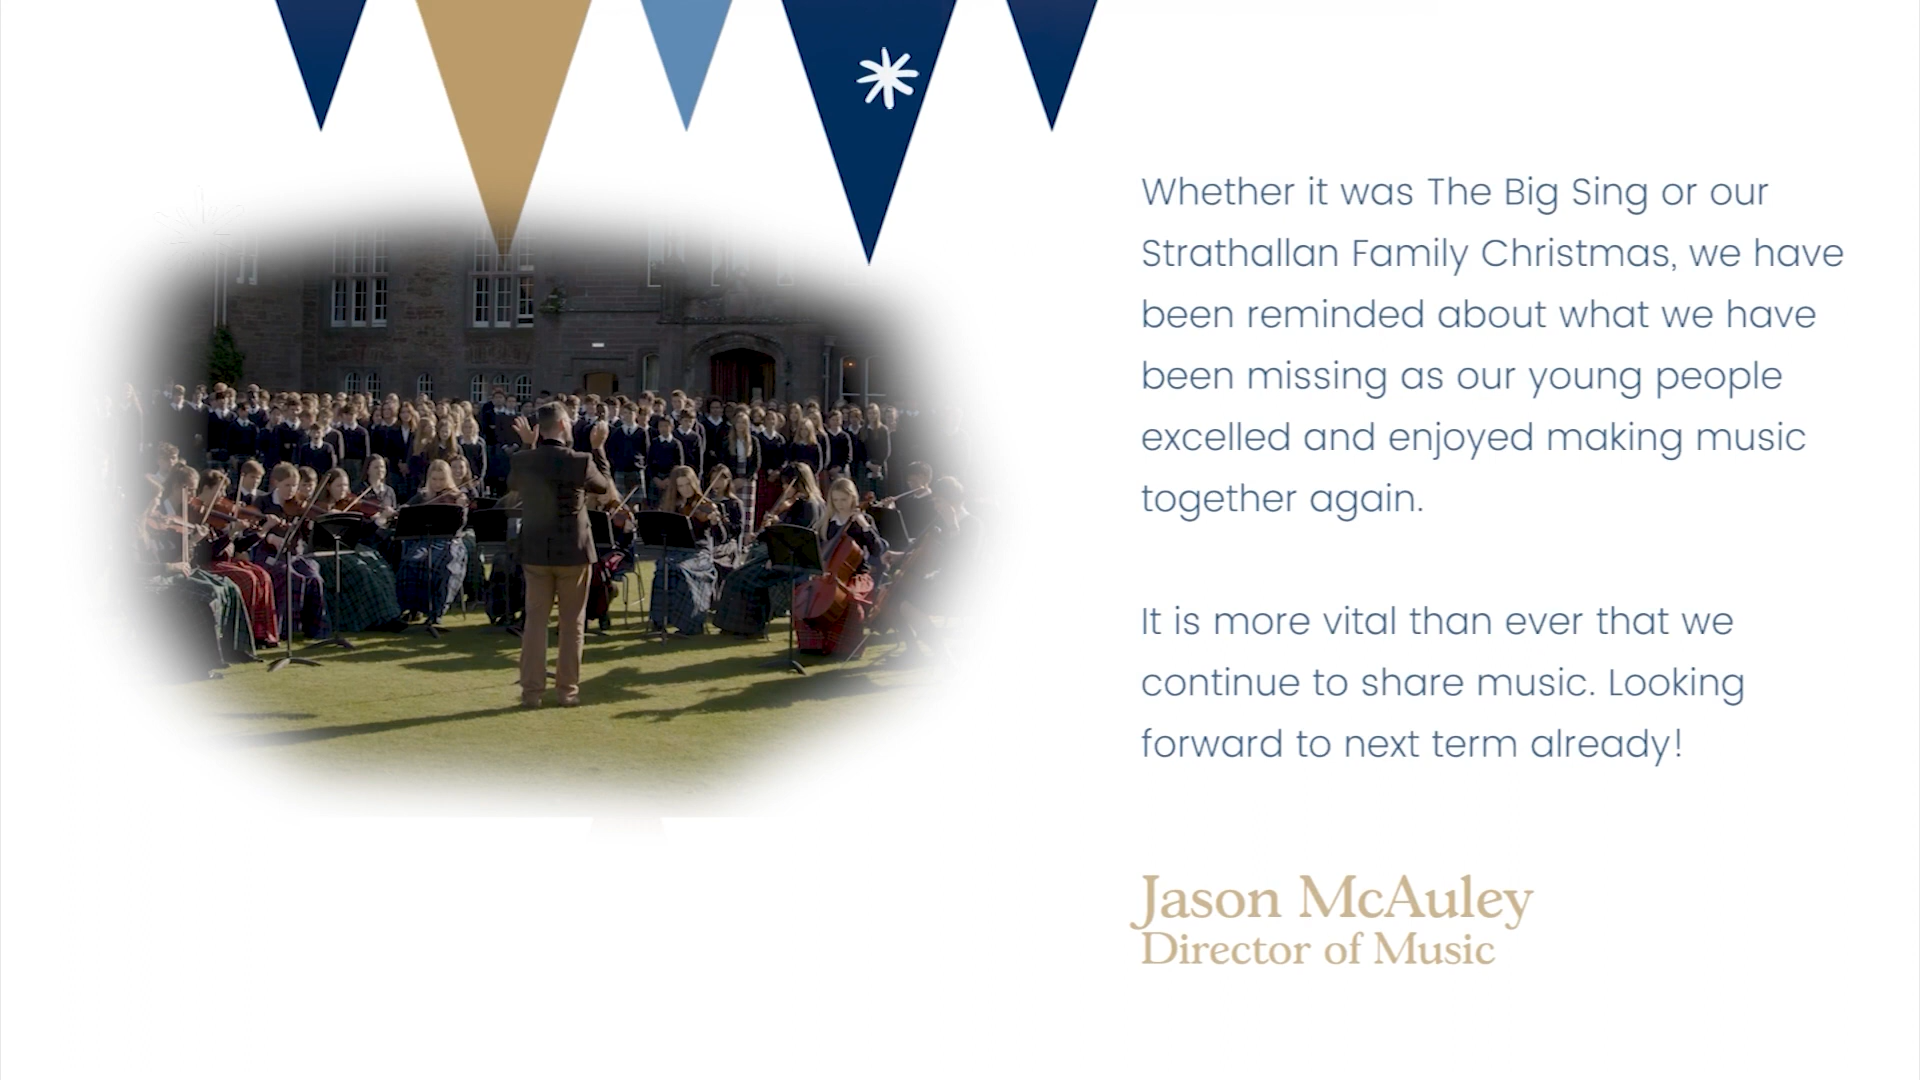 Whether it was The Big Sing or our
Strathallan Family Christmas, we have
been reminded about what we have
been missing as our young people
excelled and enjoyed making music
together again.
It is more vital than ever that we
continue to share music. Looking
forward to next term already!
Jason McAuley
Director of Music